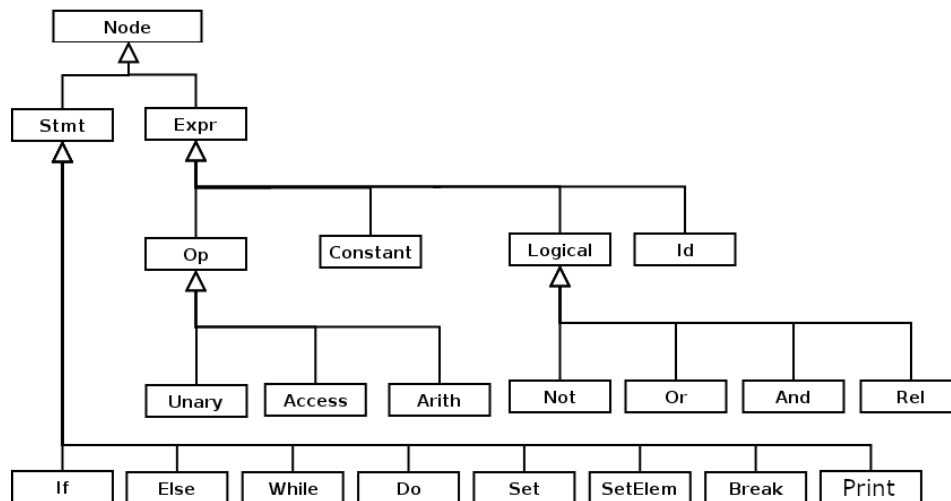 Node
Stmt
Expr
Op
Constant
Logical
Id
Unary
Access
Arith
Not
Or
And
Rel
If
Else
While
Do
Set
SetElem
Break
Print